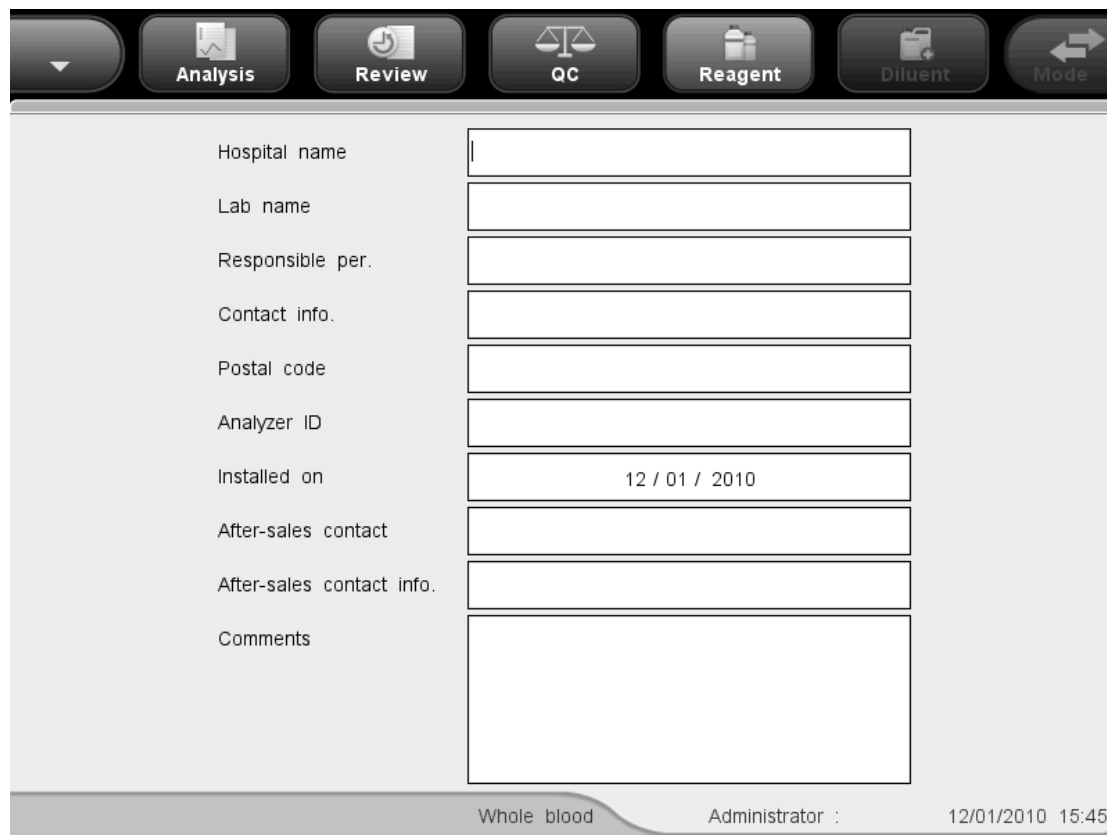 Analysis Review QC Reagent Diluent Mode
Hospital name
Lab name
Responsible per.
Contact info.
Postal code
Analyzer ID
Installed on 12 / 01 / 2010
After-sales contact
After-sales contact info.
Comments
Whole blood Administrator : 12/01/2010 15:45